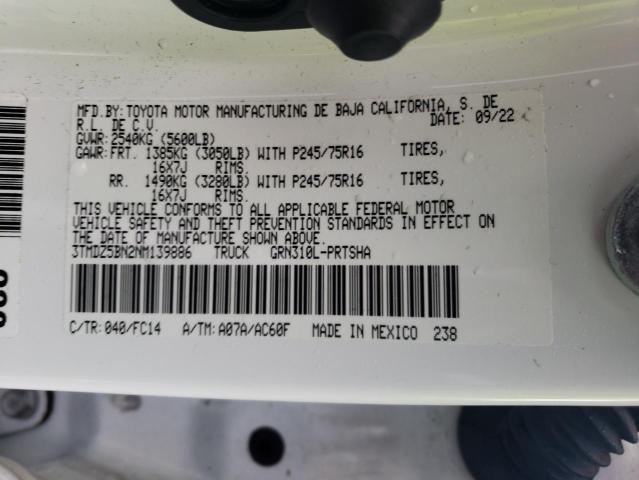 MFD.BY:TOYOTA MOTOR MANUFACTURING DE BAJA CALIFORNIA, S. DE
R.L. DE C.V. DATE: 09/22
GVWR:2540KG (5600LB)
GAWR:FRT. 1385KG (3050LB) WITH P245/75R16 TIRES,
16X7J RIMS.
RR. 1490KG (3280LB) WITH P245/75R16 TIRES,
16X7J RIMS.
THIS VEHICLE CONFORMS TO ALL APPLICABLE FEDERAL MOTOR
VEHICLE SAFETY AND THEFT PREVENTION STANDARDS IN EFFECT ON
THE DATE OF MANUFACTURE SHOWN ABOVE.
3TMDZ5BN2NM139886 TRUCK GRN310L-PRTSHA
C/TR:040/FC14 A/TM:A07A/AC60F MADE IN MEXICO 238